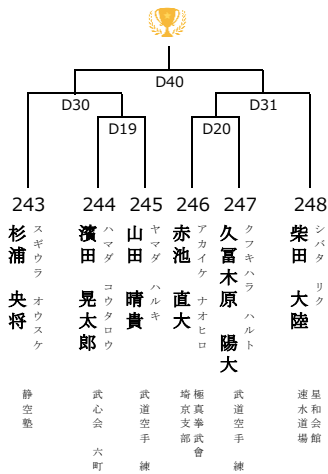 D40
D30
D31
D19
D20
243
244
245
246
247
248
杉浦 央将
スギウラ オウスケ
濱田 晃太郎
ハマダ コウタロウ
山田 晴貴
ヤマダ ハルキ
赤池 直大
アカイケ ナオヒロ
久冨木原 陽大
クフキハラ ハルト
柴田 大陸
シバタ リク
静空塾
武心会 六町
武道空手 練
極真拳武會
埼京支部
武道空手 練
星和会館
速水道場